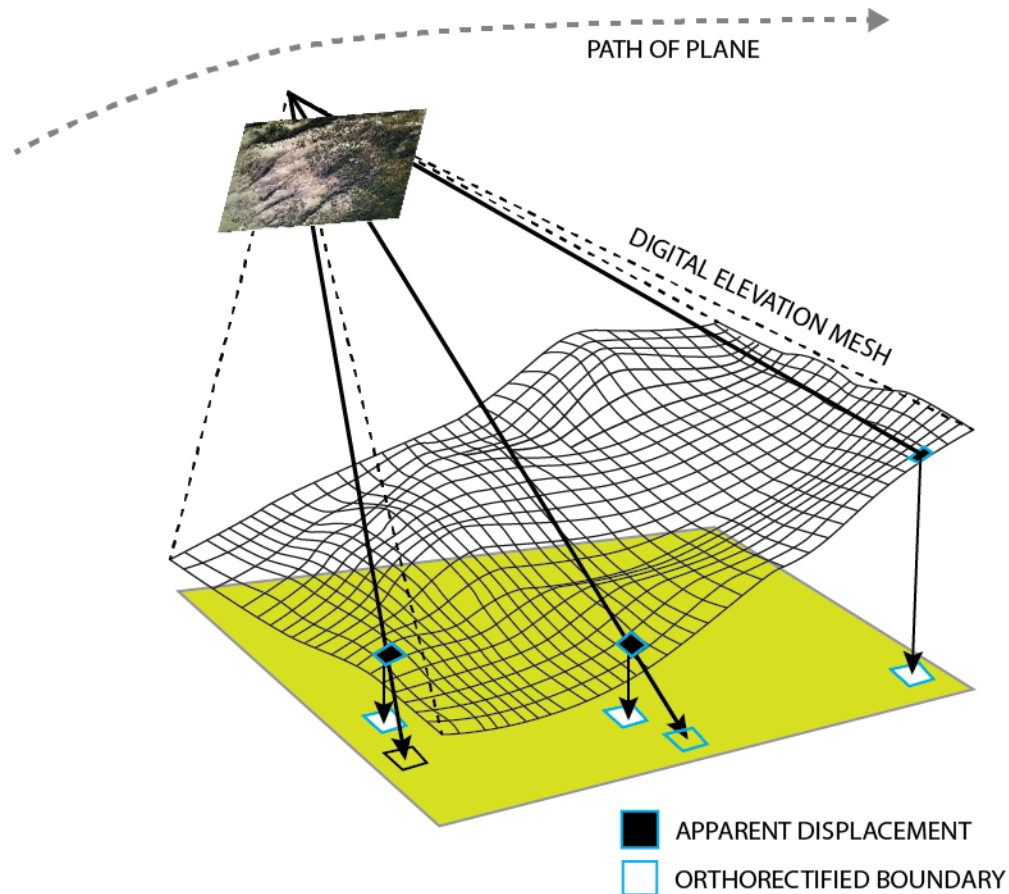 PATH OF PLANE
DIGITAL ELEVATION MESH
APPARENT DISPLACEMENT
ORTHORECTIFIED BOUNDARY